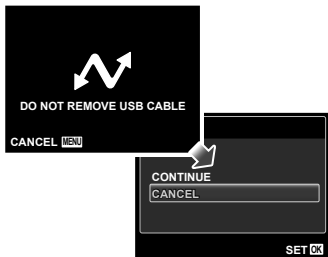 DO NOT REMOVE USB CABLE
CANCEL MENU
CONTINUE
CANCEL
SET OK